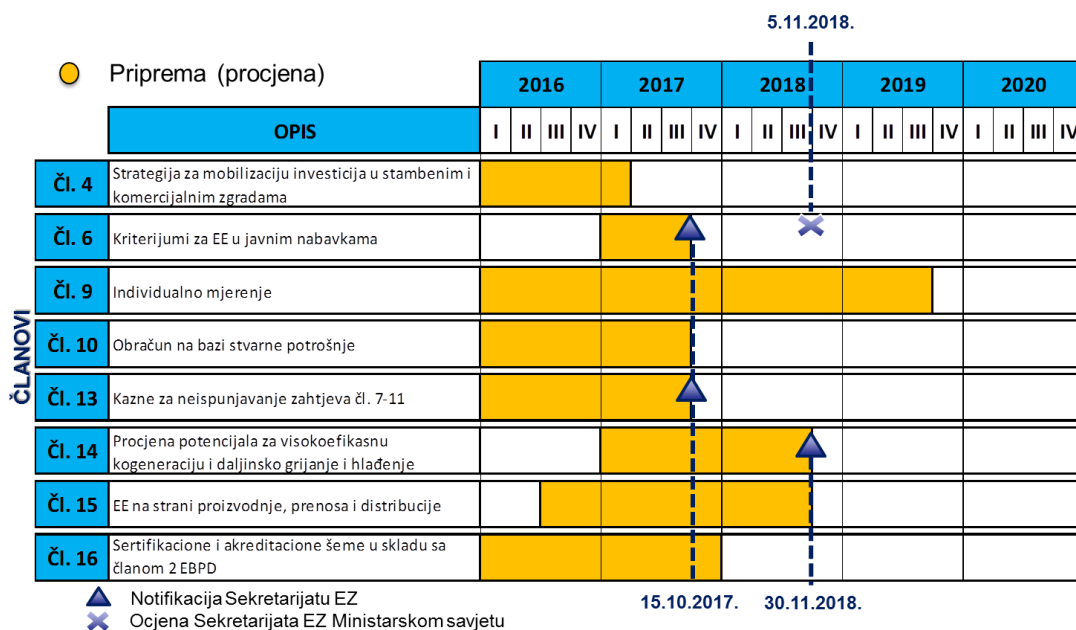 5.11.2018.
Priprema (procjena)
2016 2017 2018 2019 2020
OPIS I II III IV I II III IV I II III IV I II III IV I II III IV
ČLANOVI
Čl. 4 Strategija za mobilizaciju investicija u stambenim i
komercijalnim zgradama
Čl. 6 Kriterijumi za EE u javnim nabavkama
Čl. 9 Individualno mjerenje
Čl. 10 Obračun na bazi stvarne potrošnje
Čl. 13 Kazne za neispunjavanje zahtjeva čl. 7-11
Čl. 14 Procjena potencijala za visokoefikasnu
kogeneraciju i daljinsko grijanje i hlađenje
Čl. 15 EE na strani proizvodnje, prenosa i distribucije
Čl. 16 Sertifikacione i akreditacione šeme u skladu sa
članom 2 EBPD
Notifikacija Sekretarijatu EZ
15.10.2017. 30.11.2018.
Ocjena Sekretarijata EZ Ministarskom savjetu